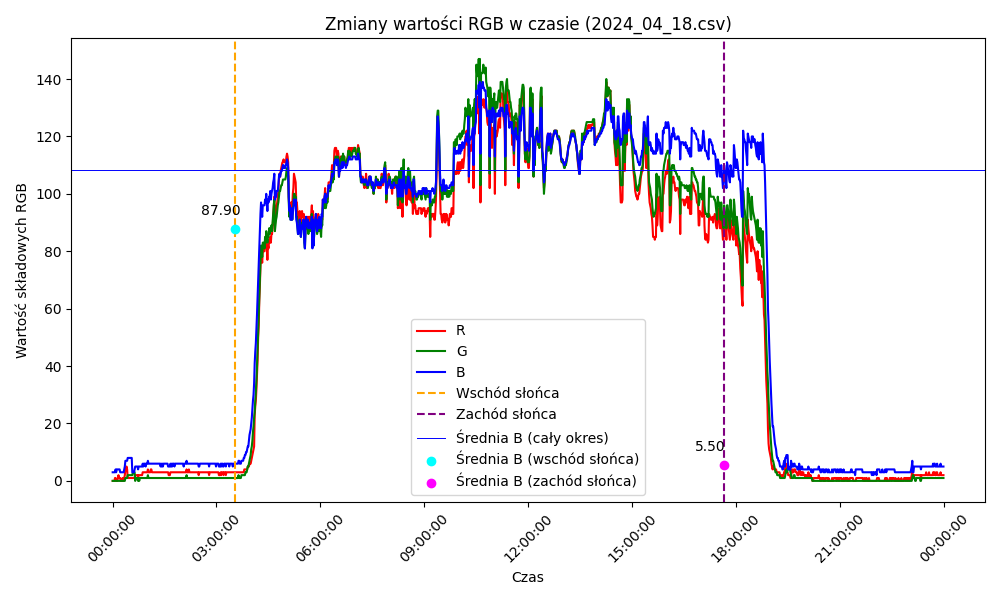 Zmiany wartości RGB w czasie (2024_04_18.csv)
Wartość składowych RGB
140
120
100
80
60
40
20
0
87.90
5.50
R
G
B
Wschód słońca
Zachód słońca
Średnia B (cały okres)
Średnia B (wschód słońca)
Średnia B (zachód słońca)
00:00:00
03:00:00
06:00:00
09:00:00
12:00:00
15:00:00
18:00:00
21:00:00
00:00:00
Czas